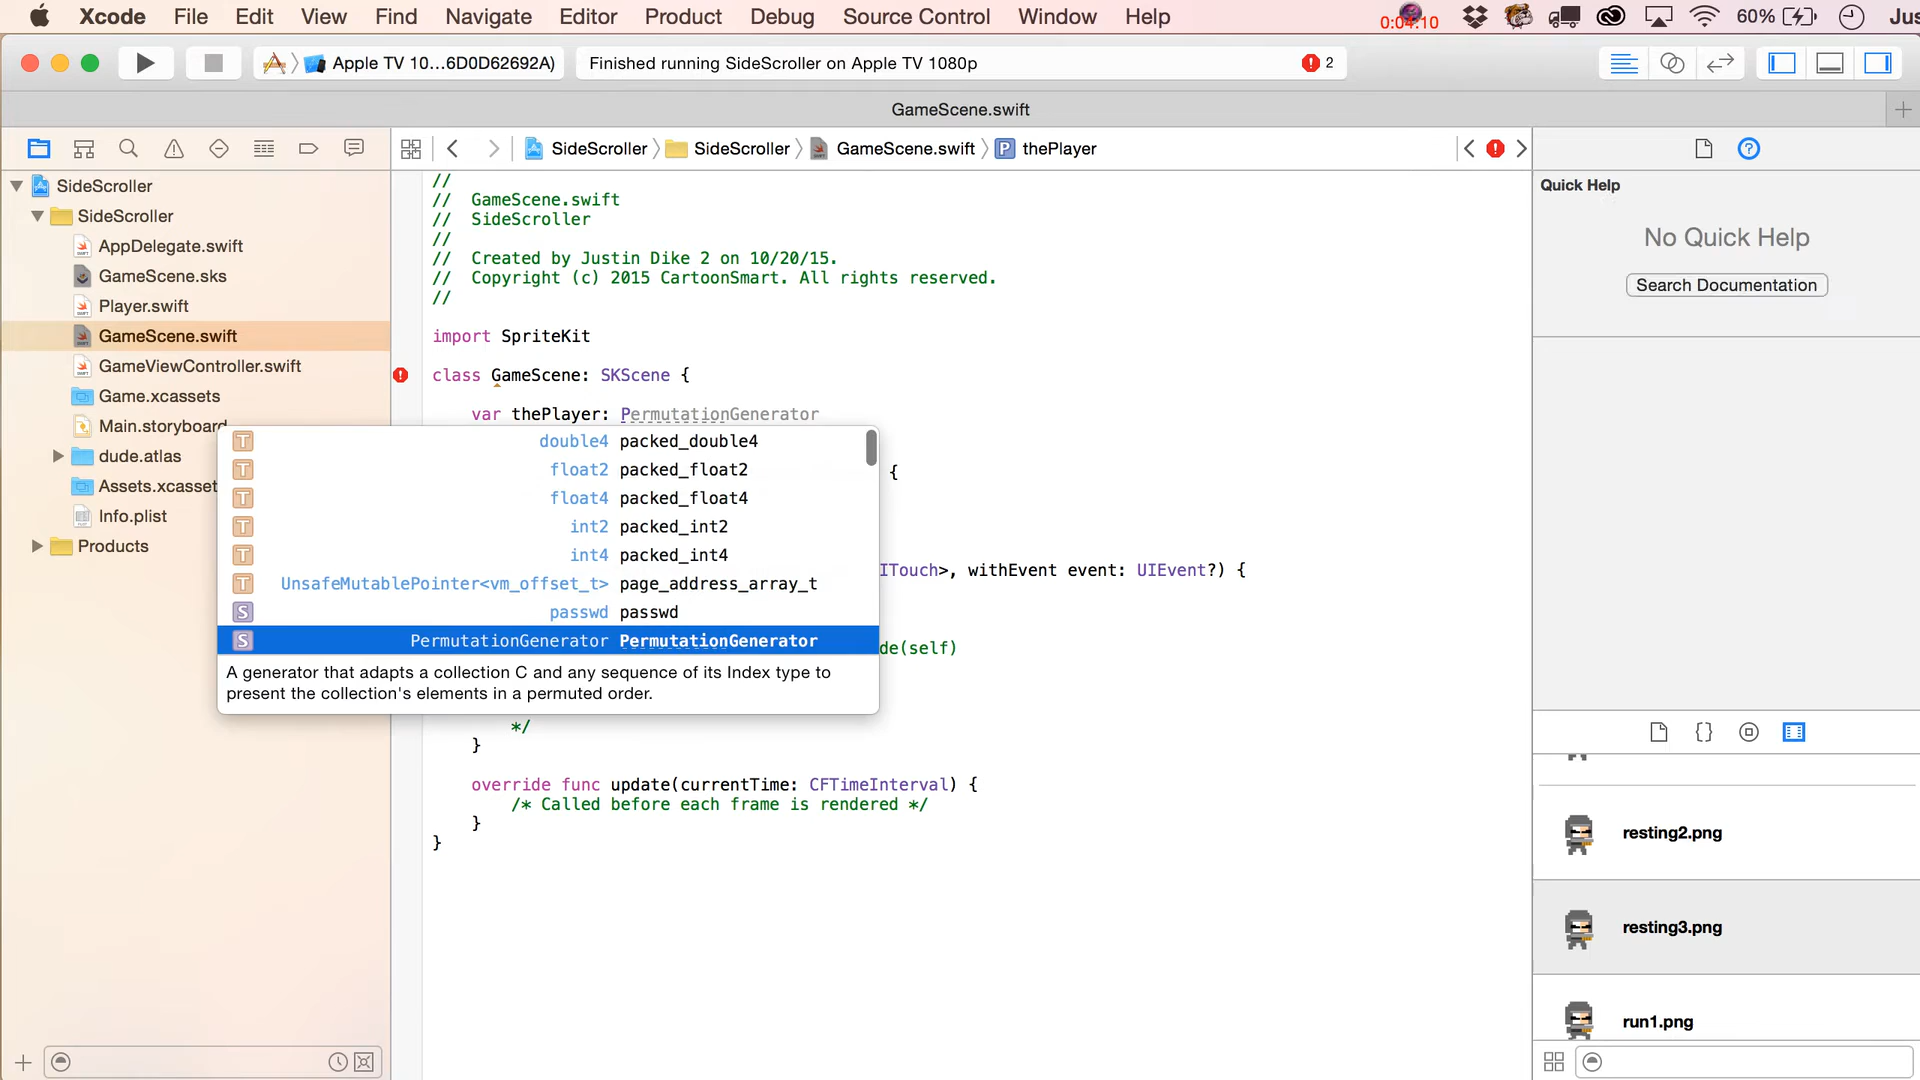 Xcode File Edit View Find Navigate Editor Product Debug Source Control Window Help 0:04:10 60% Jus
Apple TV 10...6D0D62692A) Finished running SideScroller on Apple TV 1080p 2
GameScene.swift
SideScroller SideScroller GameScene.swift P thePlayer
SideScroller
SideScroller
AppDelegate.swift
GameScene.sks
Player.swift
GameScene.swift
GameViewController.swift
Game.xcassets
Main.storyboard
dude.atlas
Assets.xcasset
Info.plist
Products
//
// GameScene.swift
// SideScroller
//
// Created by Justin Dike 2 on 10/20/15.
// Copyright (c) 2015 CartoonSmart. All rights reserved.
//
import SpriteKit
class GameScene: SKScene {
var thePlayer: PermutationGenerator
{
ITouch>, withEvent event: UIEvent?) {
de(self)
T double4 packed_double4
T float2 packed_float2
T float4 packed_float4
T int2 packed_int2
T int4 packed_int4
T UnsafeMutablePointer<vm_offset_t> page_address_array_t
S passwd passwd
S PermutationGenerator PermutationGenerator
A generator that adapts a collection C and any sequence of its Index type to
present the collection's elements in a permuted order.
*/
}
override func update(currentTime: CFTimeInterval) {
/* Called before each frame is rendered */
}
}
Quick Help
No Quick Help
Search Documentation
{}
resting2.png
resting3.png
run1.png